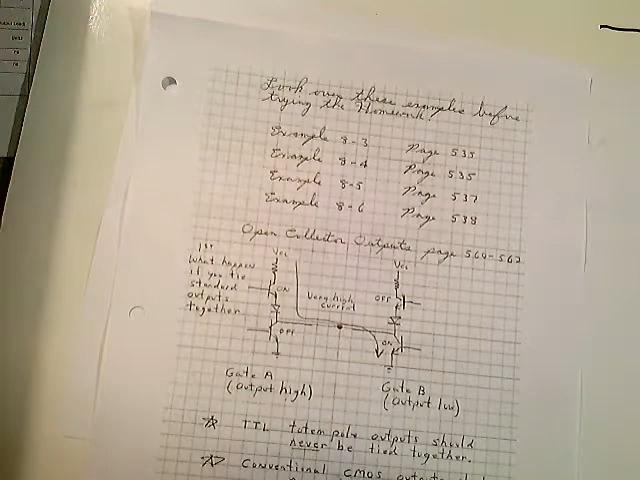 Look over these examples before
trying the Homework
Example 8-3 Page 535
Example 8-4 Page 535
Example 8-5 Page 537
Example 8-6 Page 538
Open Collector Outputs page 560-562
1st
What happen
if you tie
standard
outputs
together
Vcc
ON
OFF
Very high
current
Vcc
OFF
ON
Gate A
(output high)
Gate B
(output low)
TTL totem pole outputs should
never be tied together.
Conventional CMOS